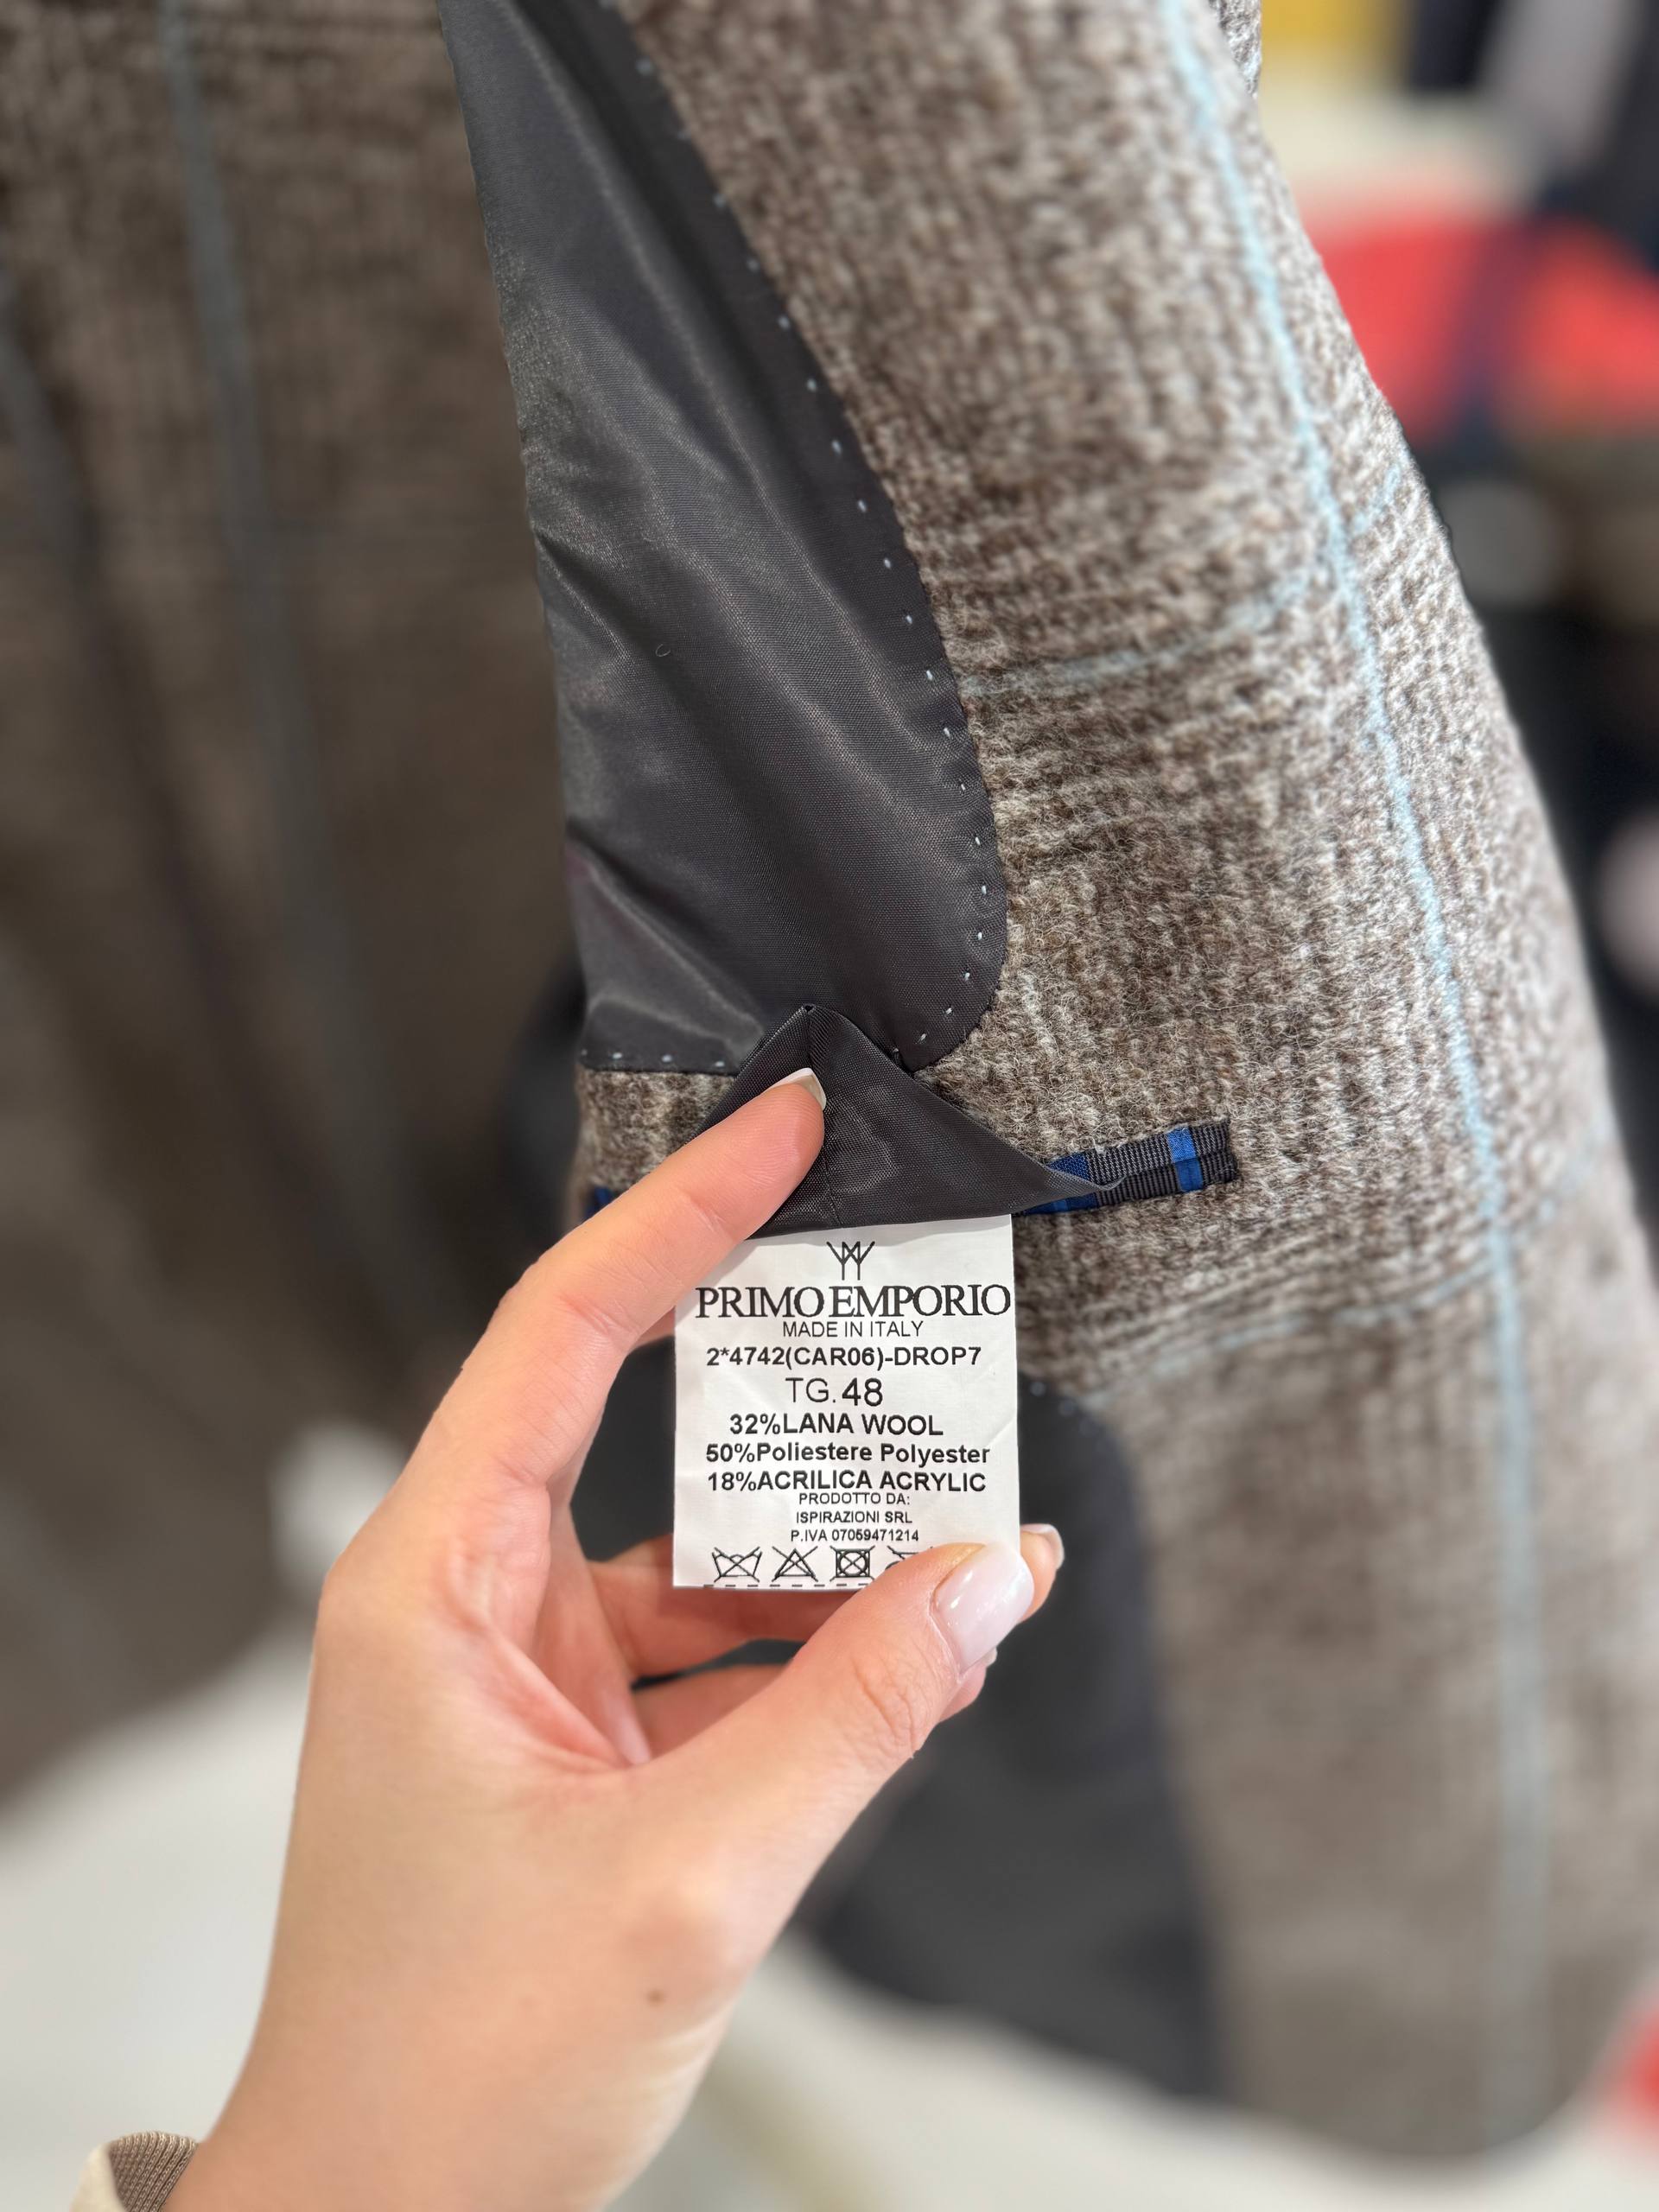 PRIMO EMPORIO
MADE IN ITALY
2*4742(CAR06)-DROP7
TG.48
32%LANA WOOL
50%Poliestere Polyester
18%ACRILICA ACRYLIC
PRODOTTO DA:
ISPIRAZIONI SRL
P.IVA 07059471214